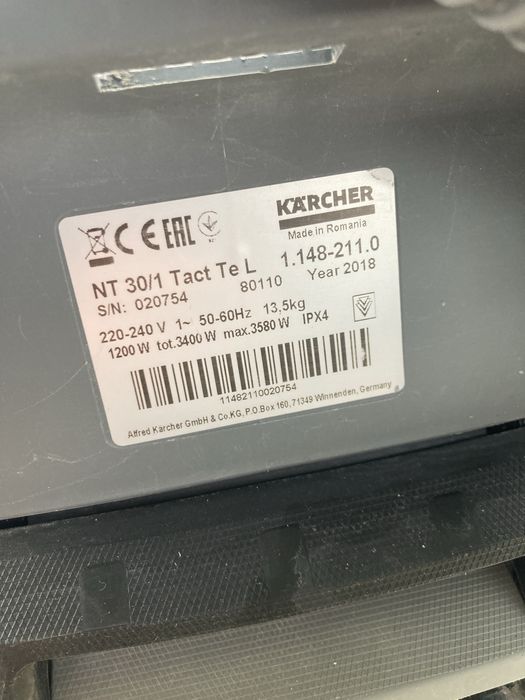 CE EAC
KÄRCHER
Made in Romania
NT 30/1 Tact Te L 1.148-211.0
S/N: 020754 80110 Year 2018
220-240 V 1~ 50-60Hz 13,5kg
1200 W tot.3400 W max.3580 W IPX4
11482110020754
Alfred Kärcher GmbH & Co.KG, P.O.Box 160, 71349 Winnenden, Germany